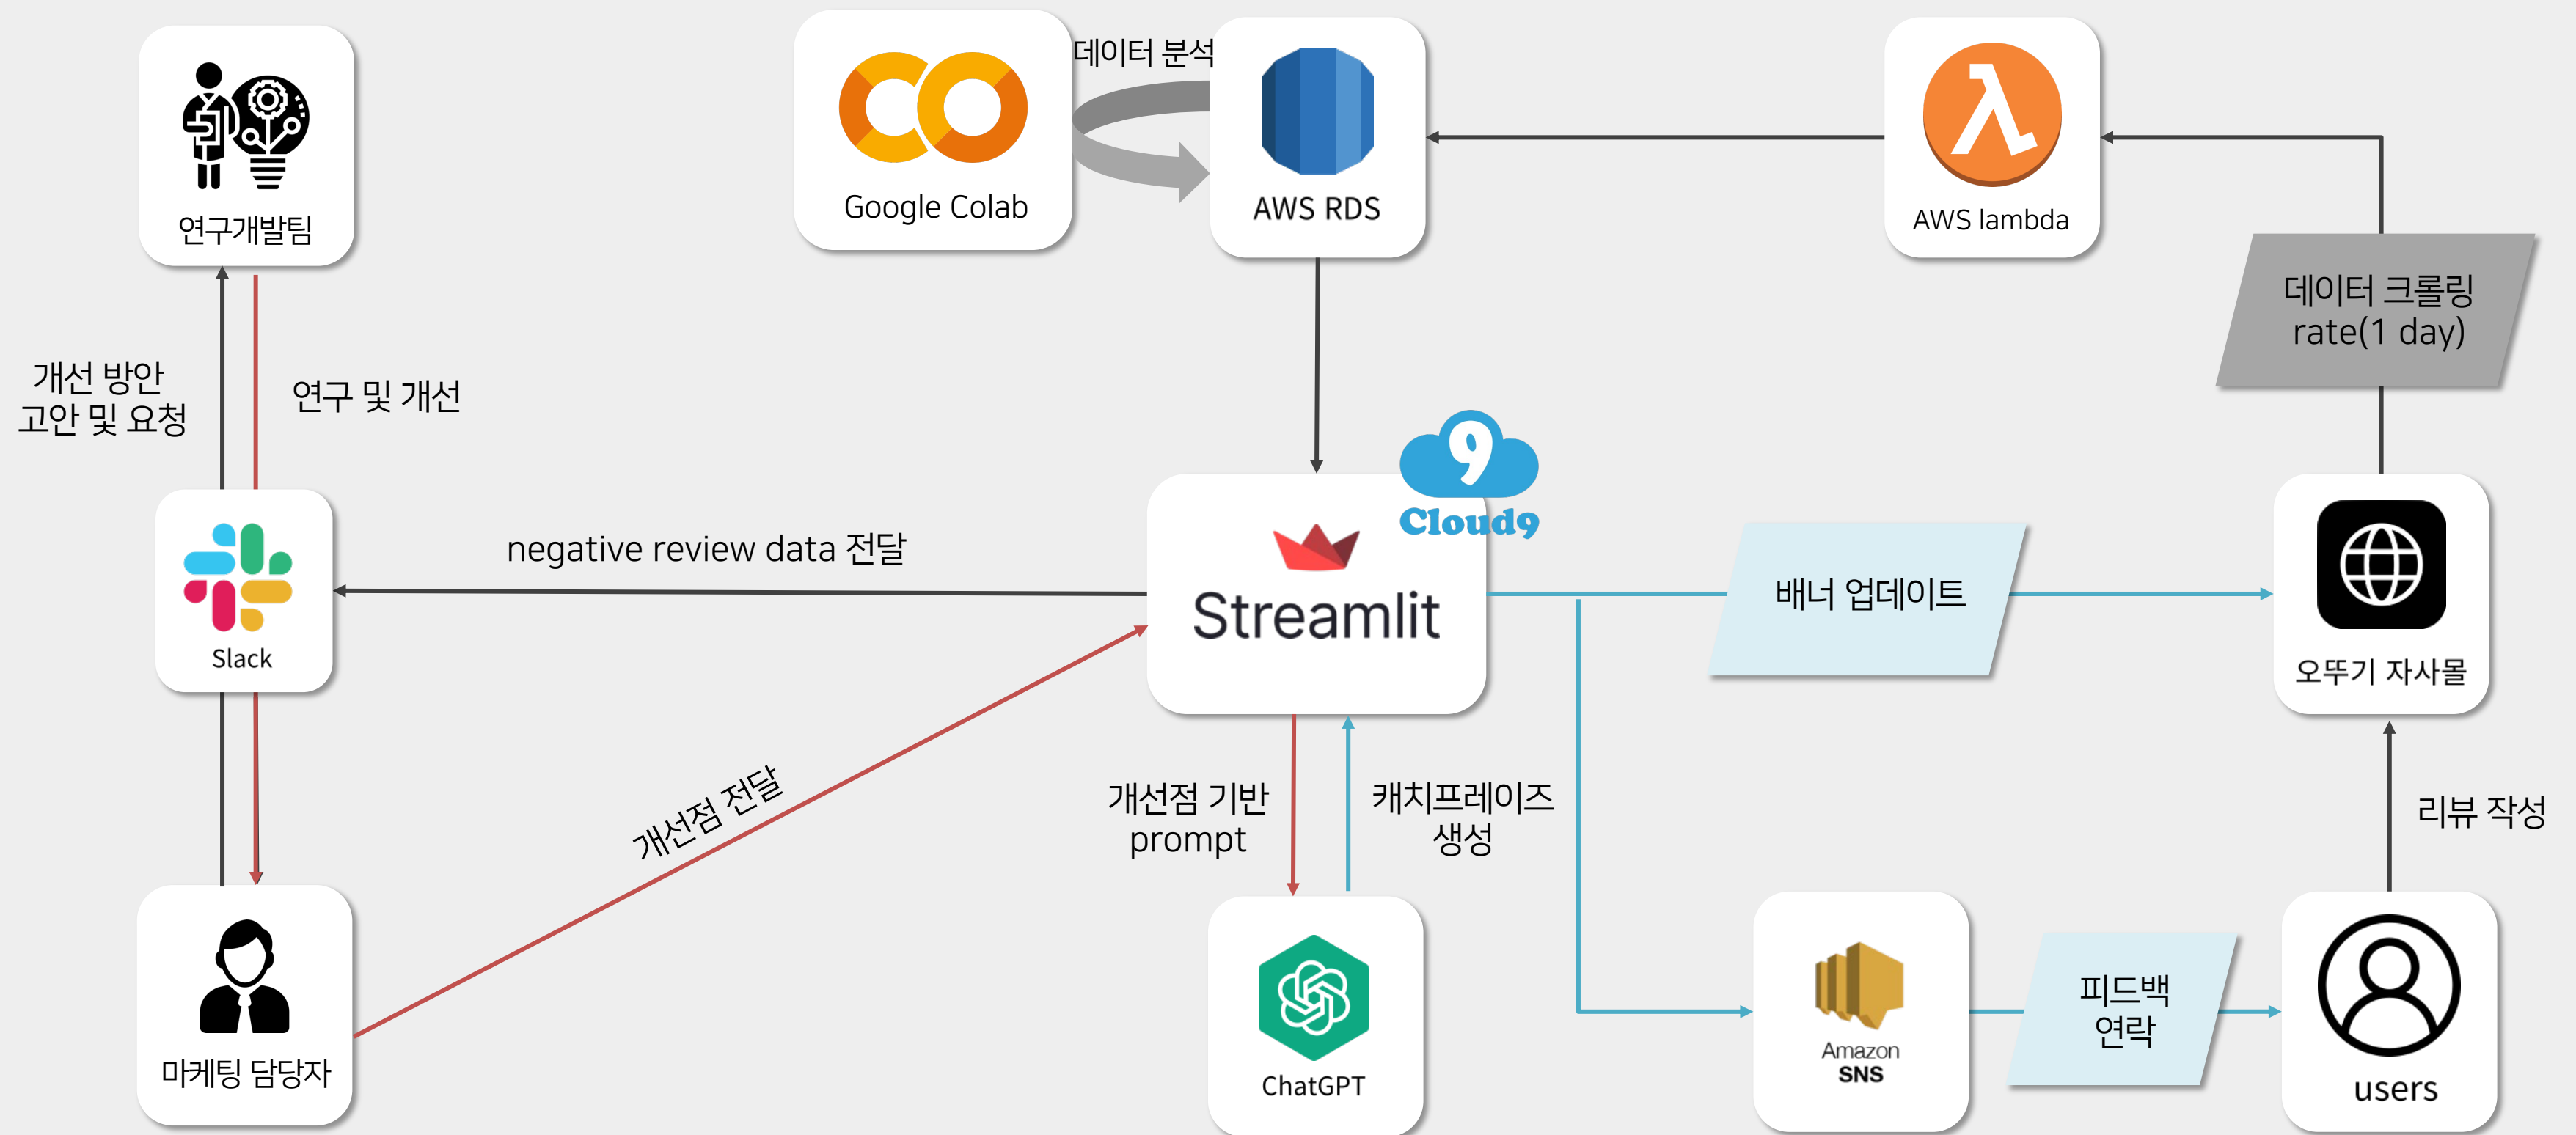 데이터 분석
Google Colab
AWS RDS
AWS lambda
연구개발팀
데이터 크롤링
rate(1 day)
개선 방안
고안 및 요청
연구 및 개선
9
Cloud9
negative review data 전달
Streamlit
배너 업데이트
Slack
오뚜기 자사몰
개선점 전달
개선점 기반
prompt
캐치프레이즈
생성
리뷰 작성
피드백
연락
마케팅 담당자
ChatGPT
Amazon
SNS
users